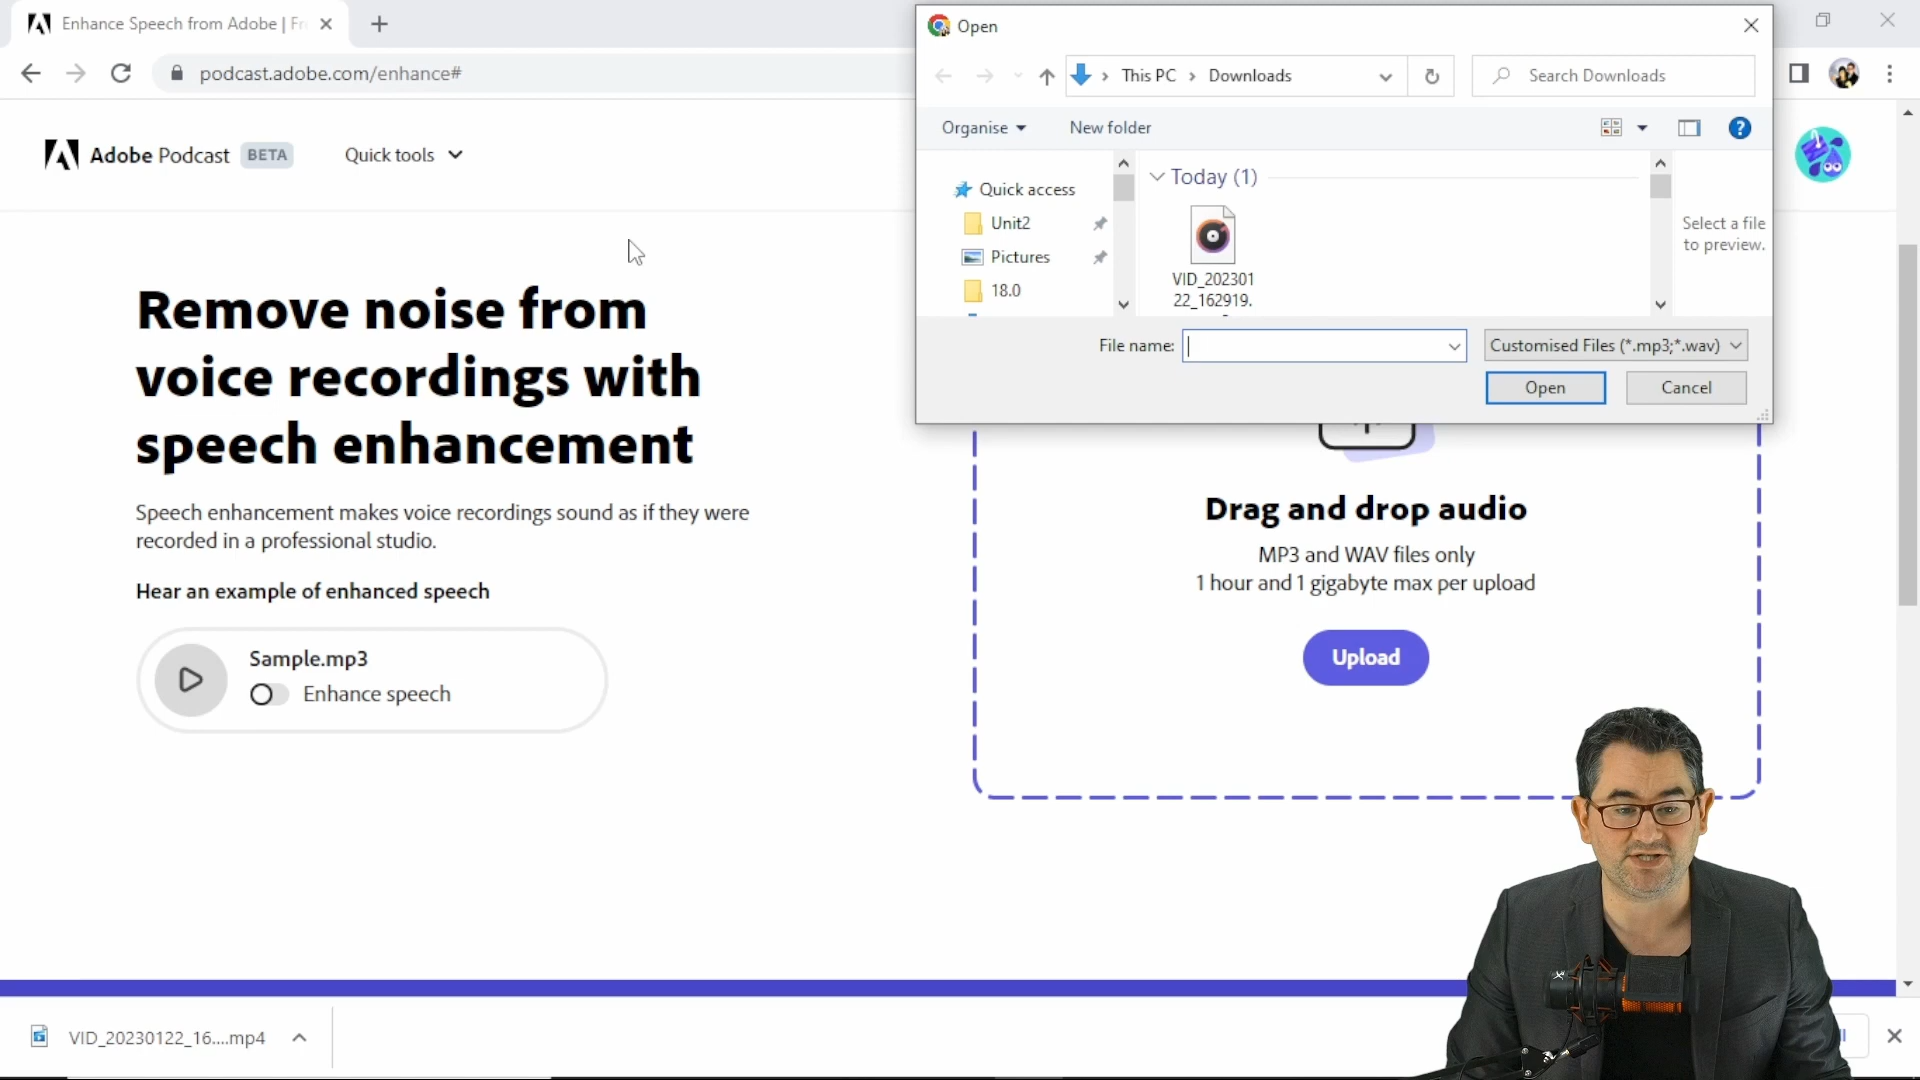 Enhance Speech from Adobe | Fr
podcast.adobe.com/enhance#
Adobe Podcast BETA
Quick tools
Remove noise from
voice recordings with
speech enhancement
Speech enhancement makes voice recordings sound as if they were
recorded in a professional studio.
Hear an example of enhanced speech
Sample.mp3
Enhance speech
Open
This PC › Downloads
Search Downloads
Organise
New folder
Quick access
Unit2
Pictures
18.0
Today (1)
VID_202301
22_162919.
Select a file
to preview.
File name:
Customised Files (*.mp3;*.wav)
Open
Cancel
Drag and drop audio
MP3 and WAV files only
1 hour and 1 gigabyte max per upload
Upload
VID_20230122_16....mp4